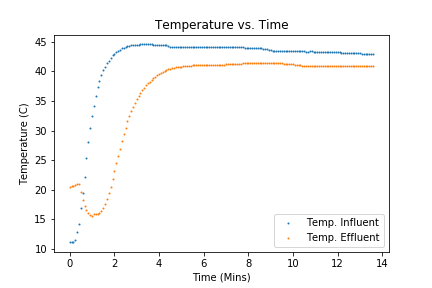 Temperature vs. Time
Temperature (C)
45
40
35
30
25
20
15
10
Temp. Influent
Temp. Effluent
0 2 4 6 8 10 12 14
Time (Mins)